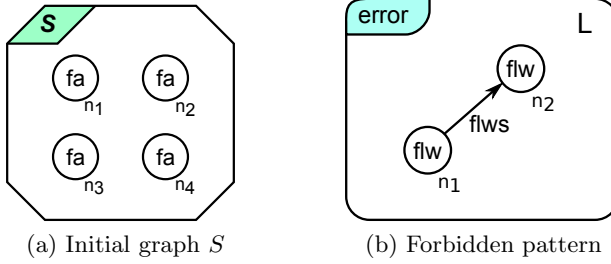 S
fa
n1
fa
n2
fa
n3
fa
n4
(a) Initial graph S
error
L
flw
n2
flws
flw
n1
(b) Forbidden pattern